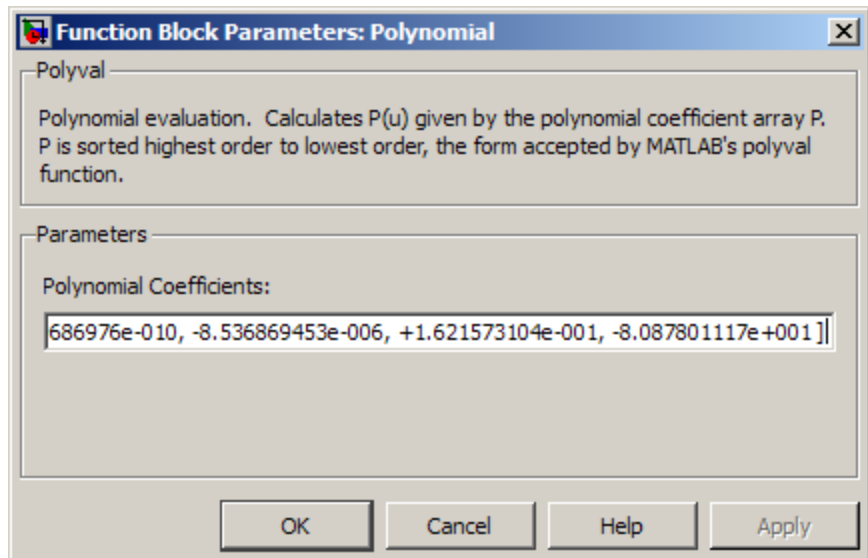 Function Block Parameters: Polynomial
Polyval
Polynomial evaluation. Calculates P(u) given by the polynomial coefficient array P.
P is sorted highest order to lowest order, the form accepted by MATLAB's polyval
function.
Parameters
Polynomial Coefficients:
686976e-010, -8.536869453e-006, +1.621573104e-001, -8.087801117e+001]
OK Cancel Help Apply